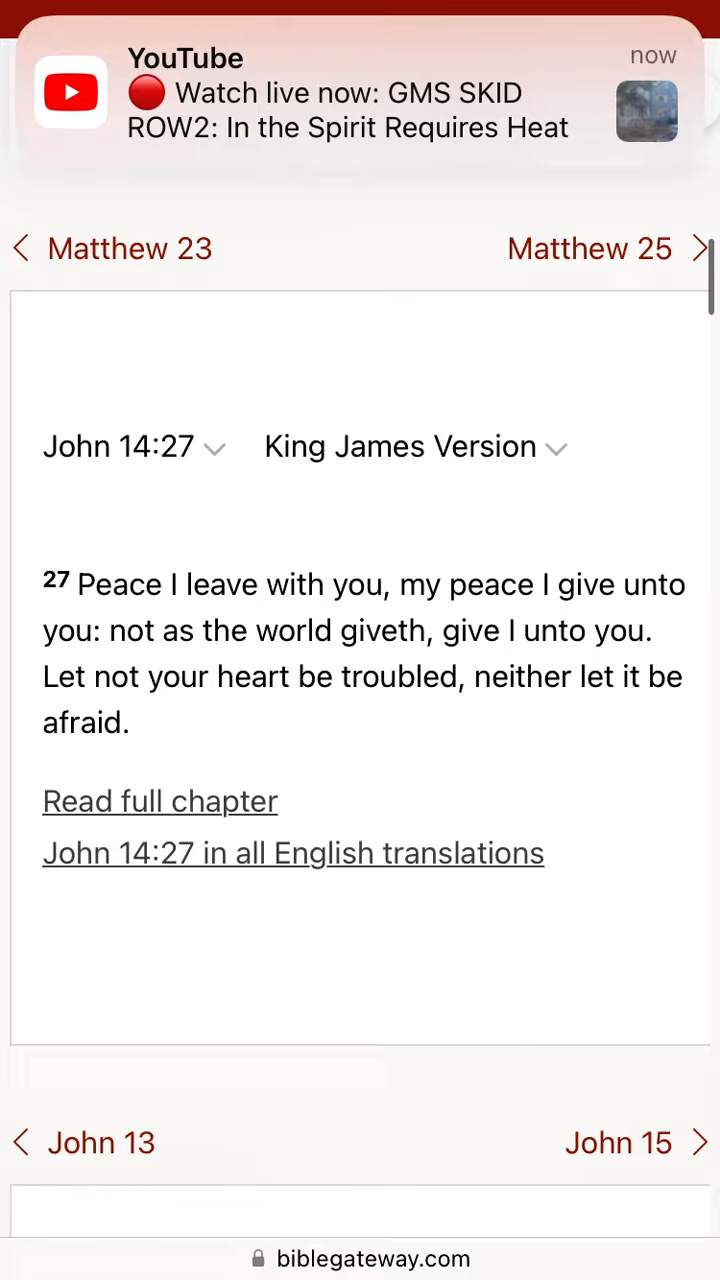 YouTube
now
🔴 Watch live now: GMS SKID
ROW2: In the Spirit Requires Heat
Matthew 23
Matthew 25
John 14:27
King James Version
27 Peace I leave with you, my peace I give unto
you: not as the world giveth, give I unto you.
Let not your heart be troubled, neither let it be
afraid.
Read full chapter
John 14:27 in all English translations
John 13
John 15
biblegateway.com